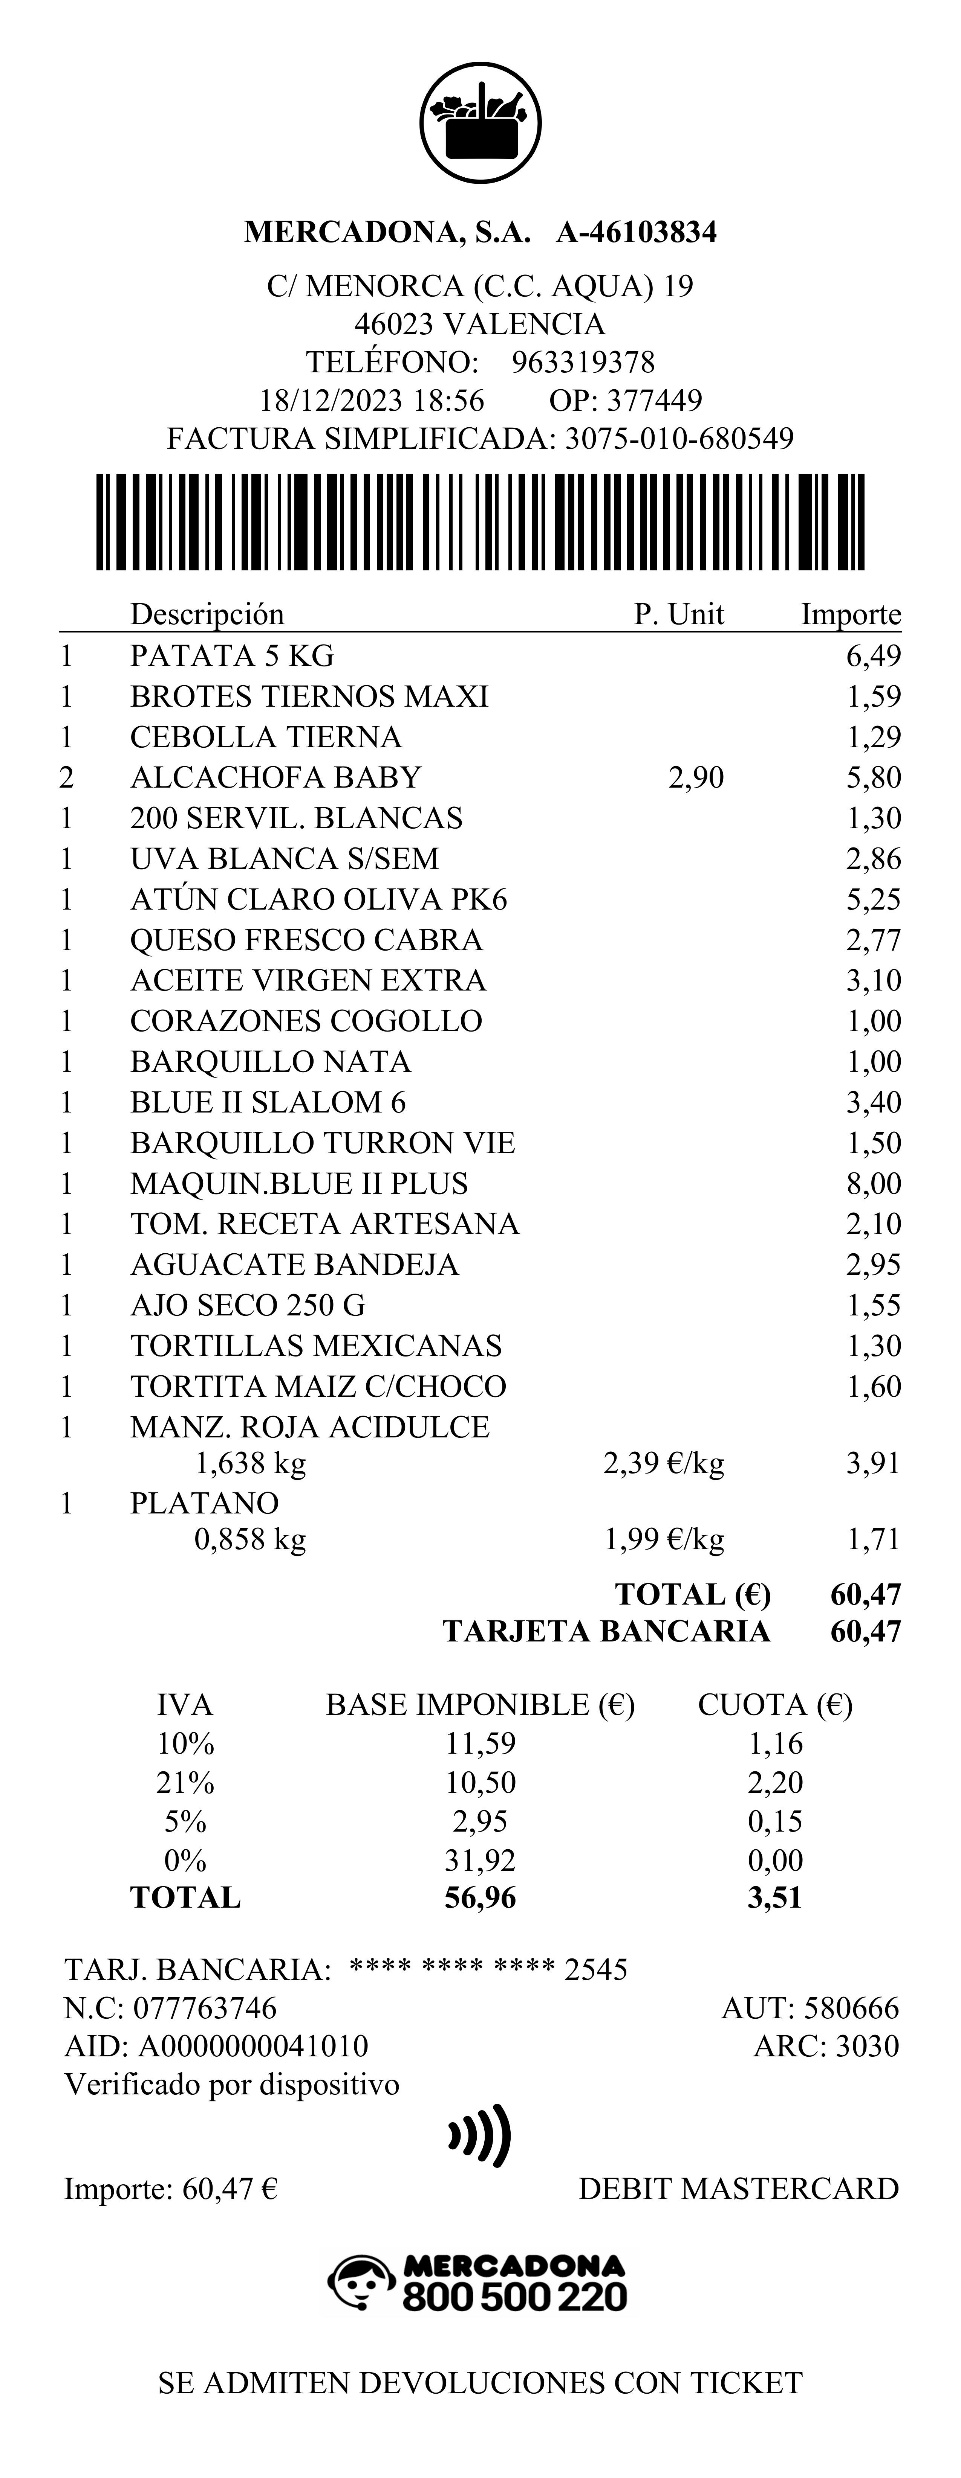 MERCADONA, S.A. A-46103834
C/ MENORCA (C.C. AQUA) 19
46023 VALENCIA
TELÉFONO: 963319378
18/12/2023 18:56 OP: 377449
FACTURA SIMPLIFICADA: 3075-010-680549
Descripción P. Unit Importe
1 PATATA 5 KG 6,49
1 BROTES TIERNOS MAXI 1,59
1 CEBOLLA TIERNA 1,29
2 ALCACHOFA BABY 2,90 5,80
1 200 SERVIL. BLANCAS 1,30
1 UVA BLANCA S/SEM 2,86
1 ATÚN CLARO OLIVA PK6 5,25
1 QUESO FRESCO CABRA 2,77
1 ACEITE VIRGEN EXTRA 3,10
1 CORAZONES COGOLLO 1,00
1 BARQUILLO NATA 1,00
1 BLUE II SLALOM 6 3,40
1 BARQUILLO TURRON VIE 1,50
1 MAQUIN.BLUE II PLUS 8,00
1 TOM. RECETA ARTESANA 2,10
1 AGUACATE BANDEJA 2,95
1 AJO SECO 250 G 1,55
1 TORTILLAS MEXICANAS 1,30
1 TORTITA MAIZ C/CHOCO 1,60
1 MANZ. ROJA ACIDULCE
1,638 kg 2,39 €/kg 3,91
1 PLATANO
0,858 kg 1,99 €/kg 1,71
TOTAL (€) 60,47
TARJETA BANCARIA 60,47
IVA BASE IMPONIBLE (€) CUOTA (€)
10% 11,59 1,16
21% 10,50 2,20
5% 2,95 0,15
0% 31,92 0,00
TOTAL 56,96 3,51
TARJ. BANCARIA: **** **** **** 2545
N.C: 077763746 AUT: 580666
AID: A0000000041010 ARC: 3030
Verificado por dispositivo
Importe: 60,47 € DEBIT MASTERCARD
MERCADONA
800 500 220
SE ADMITEN DEVOLUCIONES CON TICKET